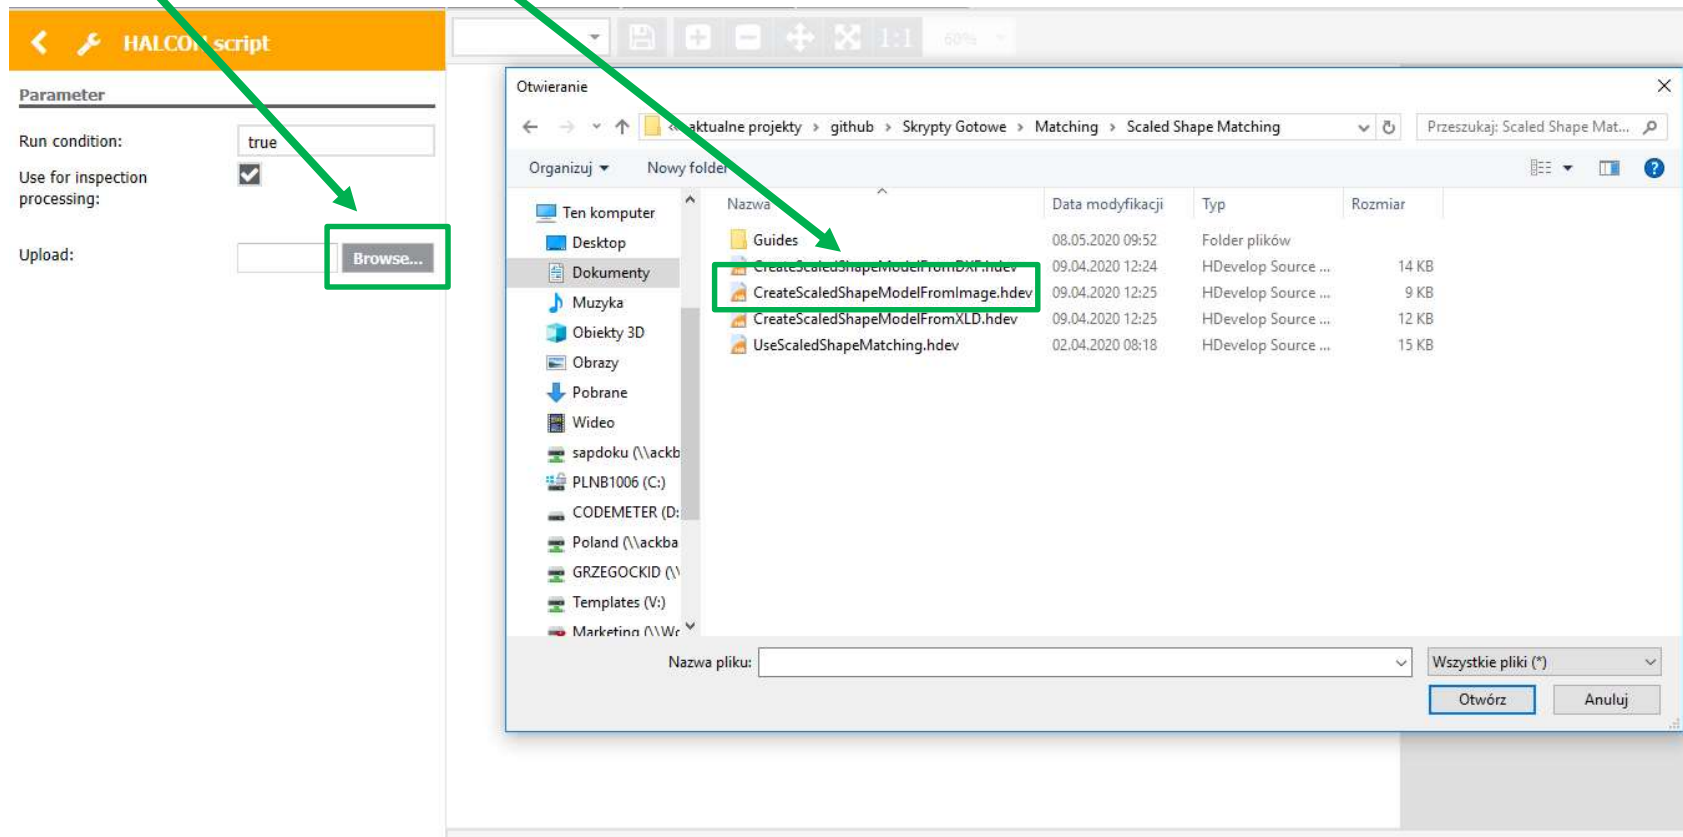 HALCON script
1:1
60%
Parameter
Run condition:
true
Use for inspection
processing:
Upload:
Browse...
Otwieranie
« aktualne projekty › github › Skrypty Gotowe › Matching › Scaled Shape Matching
Przeszukaj: Scaled Shape Mat...
Organizuj
Nowy folder
Ten komputer
Desktop
Dokumenty
Muzyka
Obiekty 3D
Obrazy
Pobrane
Wideo
sapdoku (\\ackb
PLNB1006 (C:)
CODEMETER (D:
Poland (\\ackba
GRZEGOCKID (\\
Templates (V:)
Marketing (\\Wc
Nazwa Data modyfikacji Typ Rozmiar
Guides 08.05.2020 09:52 Folder plików
CreateScaledShapeModelFromDXF.hdev 09.04.2020 12:24 HDevelop Source ... 14 KB
CreateScaledShapeModelFromImage.hdev 09.04.2020 12:25 HDevelop Source ... 9 KB
CreateScaledShapeModelFromXLD.hdev 09.04.2020 12:25 HDevelop Source ... 12 KB
UseScaledShapeMatching.hdev 02.04.2020 08:18 HDevelop Source ... 15 KB
Nazwa pliku:
Wszystkie pliki (*)
Otwórz
Anuluj